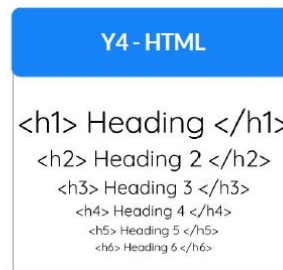 Y4 - HTML
<h1> Heading </h1>
<h2> Heading 2 </h2>
<h3> Heading 3 </h3>
<h4> Heading 4 </h4>
<h5> Heading 5 </h5>
<h6> Heading 6 </h6>